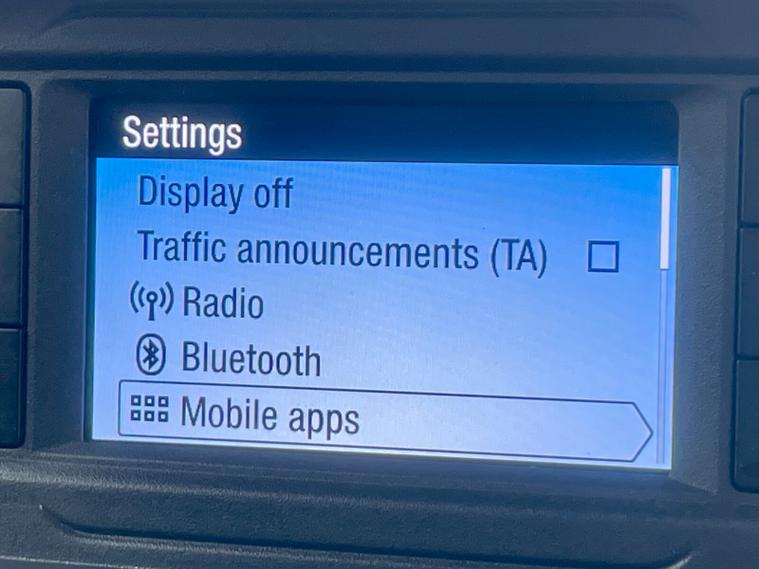 Settings
Display off
Traffic announcements (TA)
Radio
Bluetooth
Mobile apps